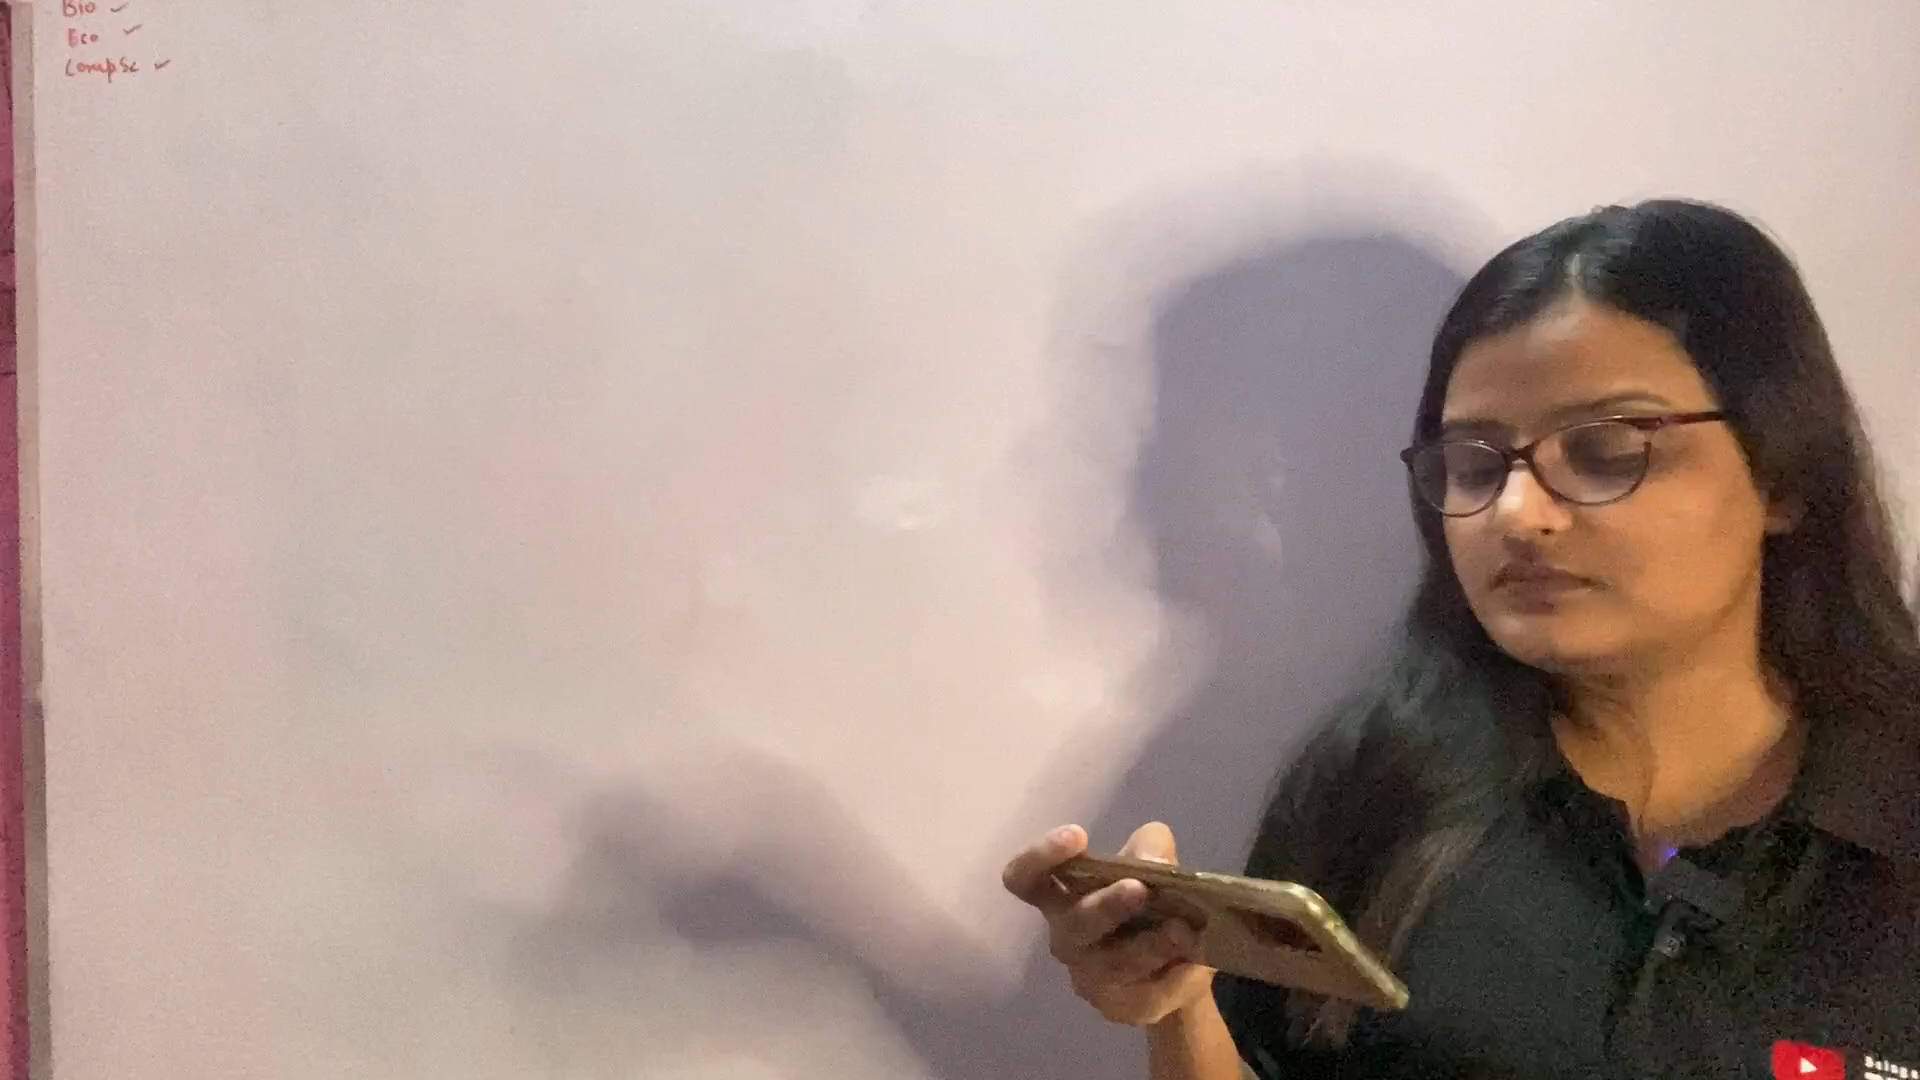 Bio ✓
Eco ✓
CompSc ✓